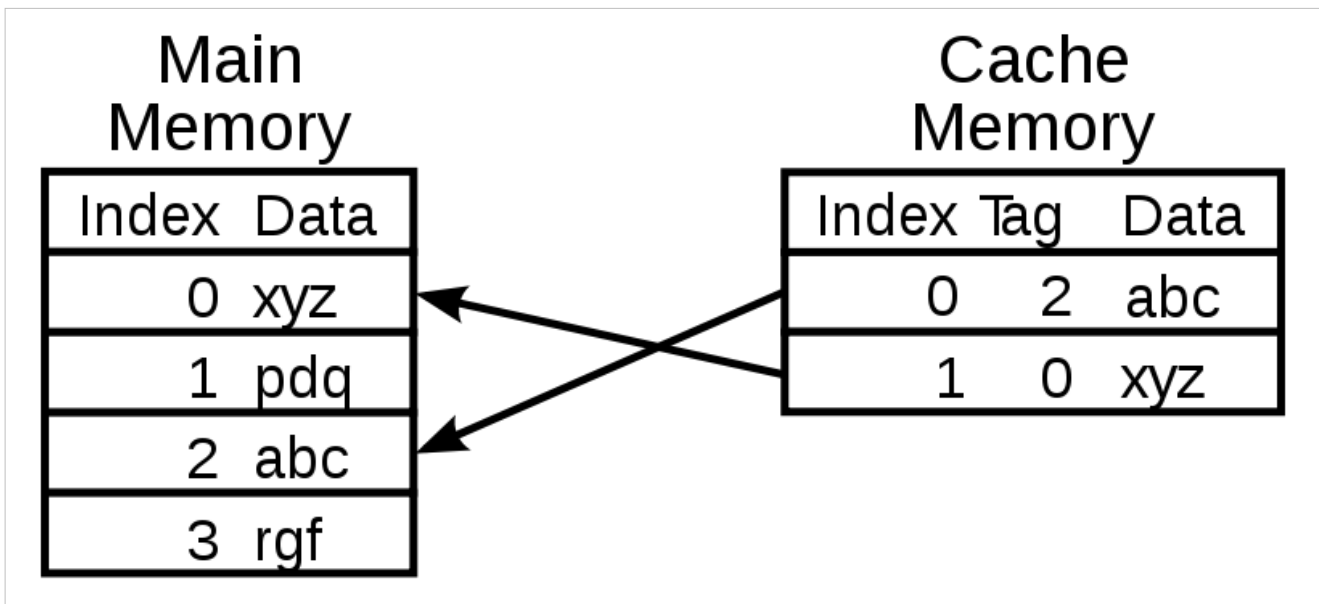 Main
Memory
Index Data
0 xyz
1 pdq
2 abc
3 rgf
Cache
Memory
Index Tag Data
0 2 abc
1 0 xyz